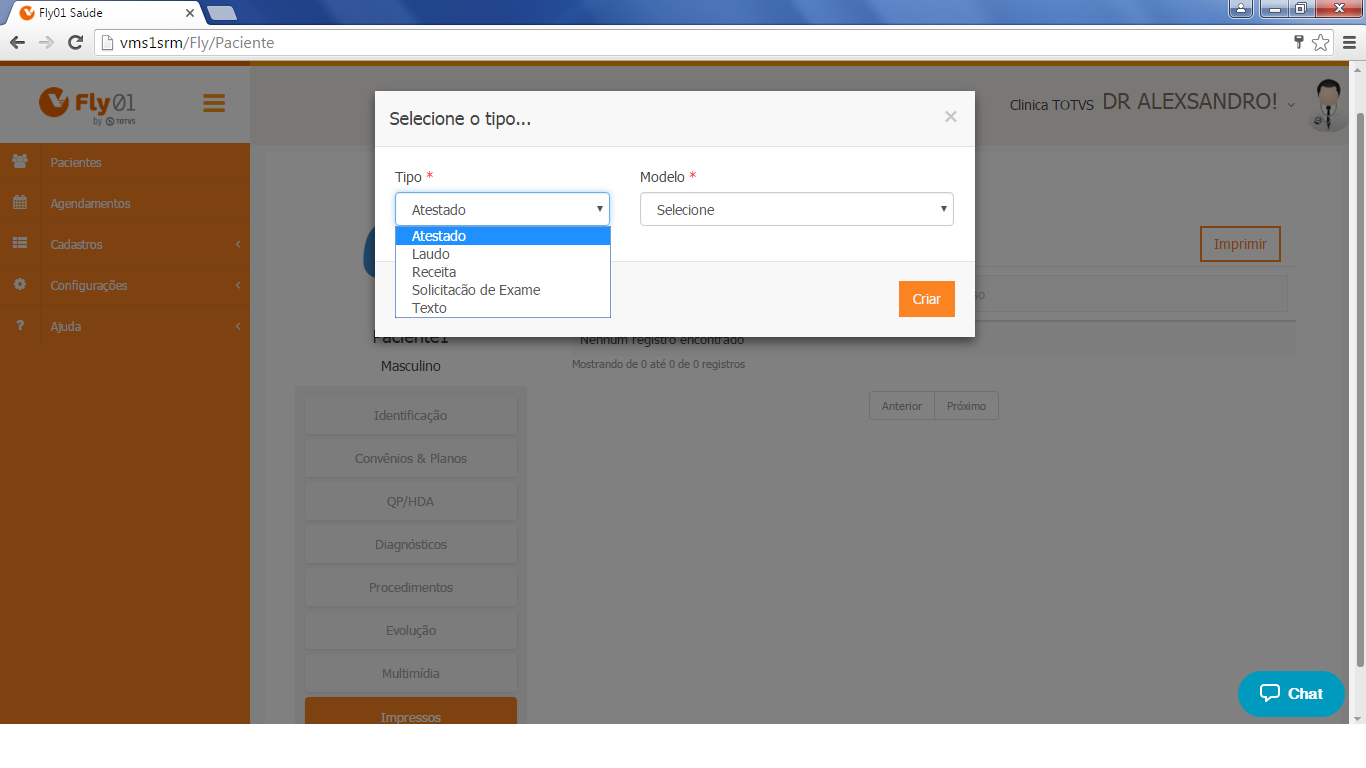 Fly01 Saúde
vms1srm/Fly/Paciente
Fly01
by TOTVS
Clinica TOTVS DR ALEXSANDRO!
Pacientes
Agendamentos
Cadastros
Configurações
Ajuda
Selecione o tipo...
Tipo *
Modelo *
Atestado
Selecione
Atestado
Laudo
Receita
Solicitacão de Exame
Texto
Criar
Imprimir
Paciente1
Masculino
Nenhum registro encontrado
Mostrando de 0 até 0 de 0 registros
Anterior
Próximo
Identificação
Convênios & Planos
QP/HDA
Diagnósticos
Procedimentos
Evolução
Multimídia
Impressos
Chat